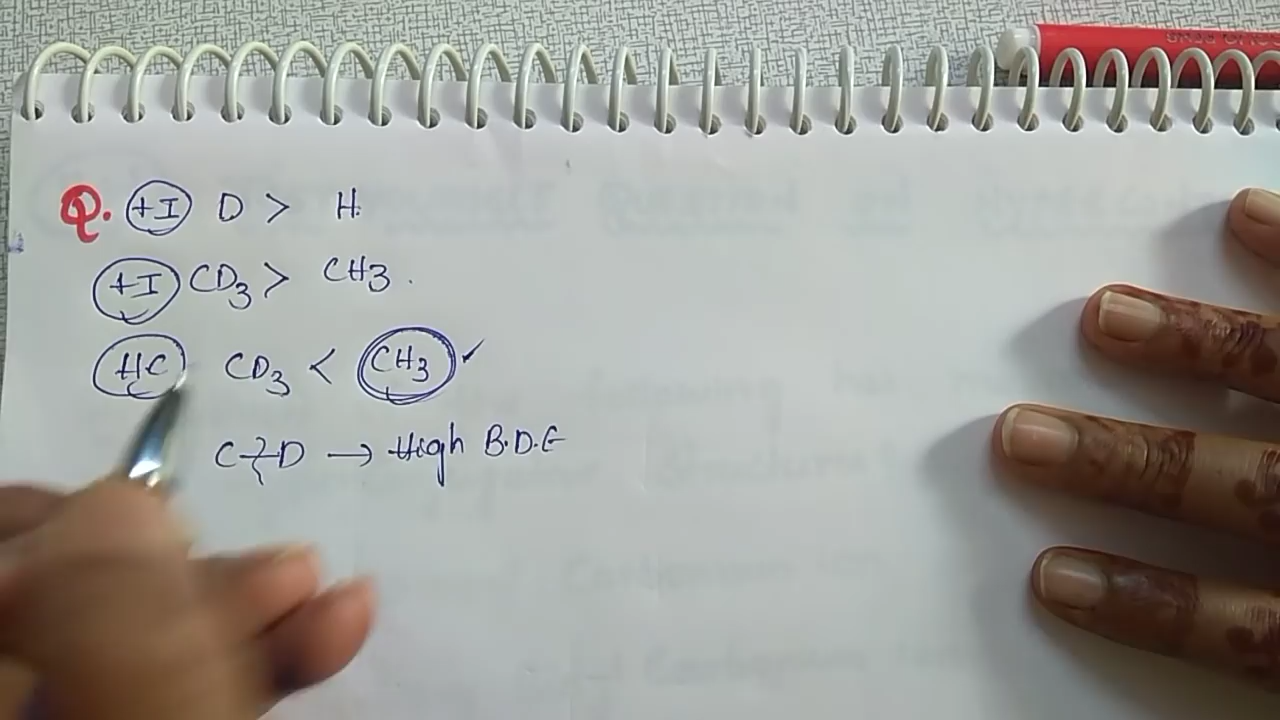 Q. +I D > H
+I CD3 > CH3.
HC CD3 < CH3 ✓
C-D → High B.D.E